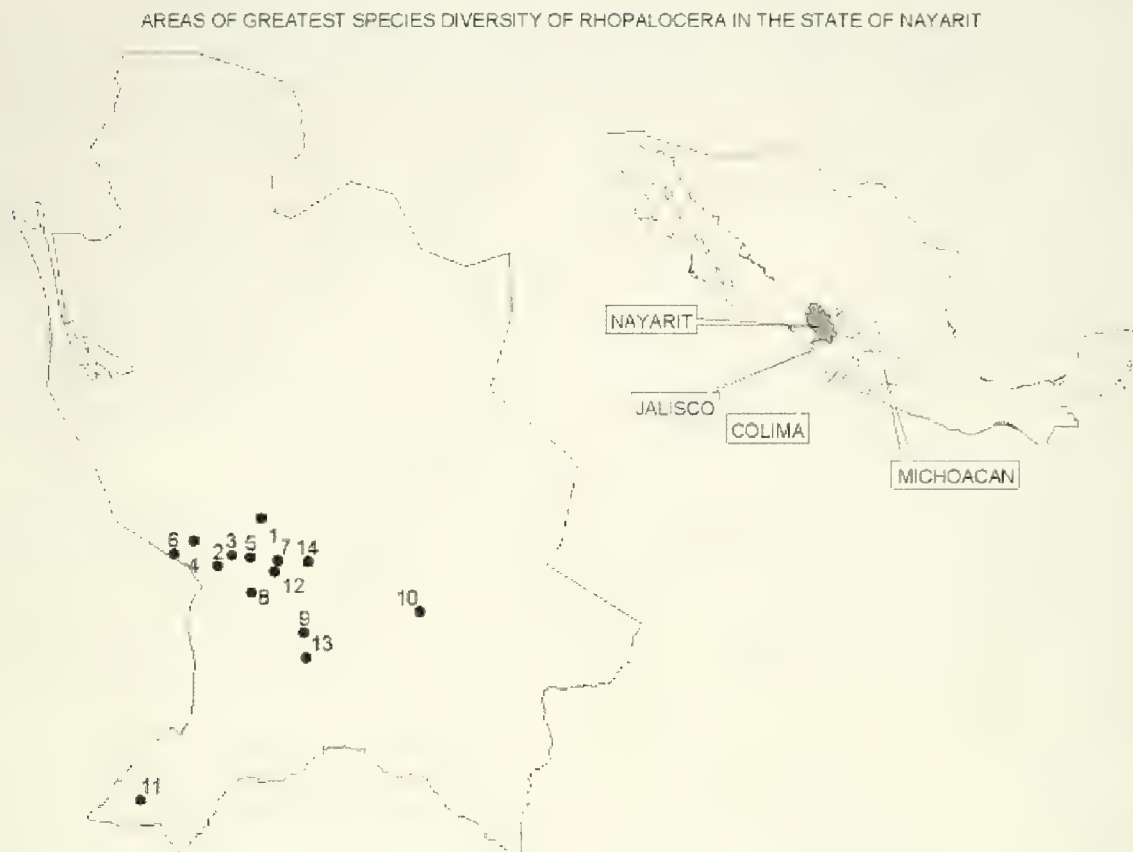 AREAS OF GREATEST SPECIES DIVERSITY OF RHOPALOCERA IN THE STATE OF NAYARIT
NAYARIT
JALISCO
COLIMA
MICHOACAN
1
6
4
2
3
5
7
14
12
8
10
9
13
11